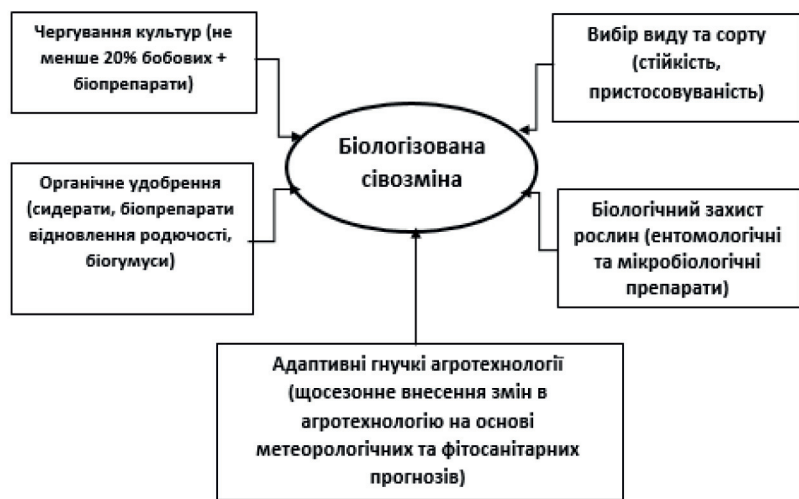 Чергування культур (не
менше 20% бобових +
біопрепарати)
Вибір виду та сорту
(стійкість,
пристосовуваність)
Біологізована
сівозміна
Органічне удобрення
(сидерати, біопрепарати
відновлення родючості,
біогумуси)
Біологічний захист
рослин (ентомологічні
та мікробіологічні
препарати)
Адаптивні гнучкі агротехнології
(щосезонне внесення змін в
агротехнологію на основі
метеорологічних та фітосанітарних
прогнозів)